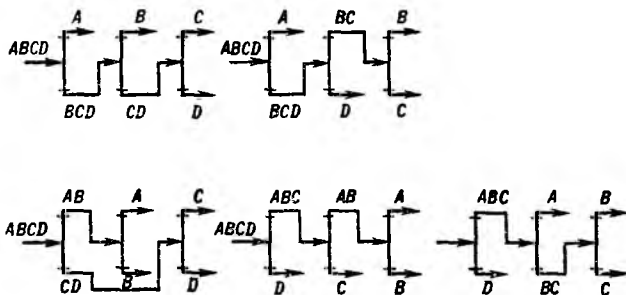 A B C A BC B
ABCD ABCD
BCD CD D BCD D C
AB A C ABC AB A ABC A B
ABCD ABCD
CD B D D C B D BC C